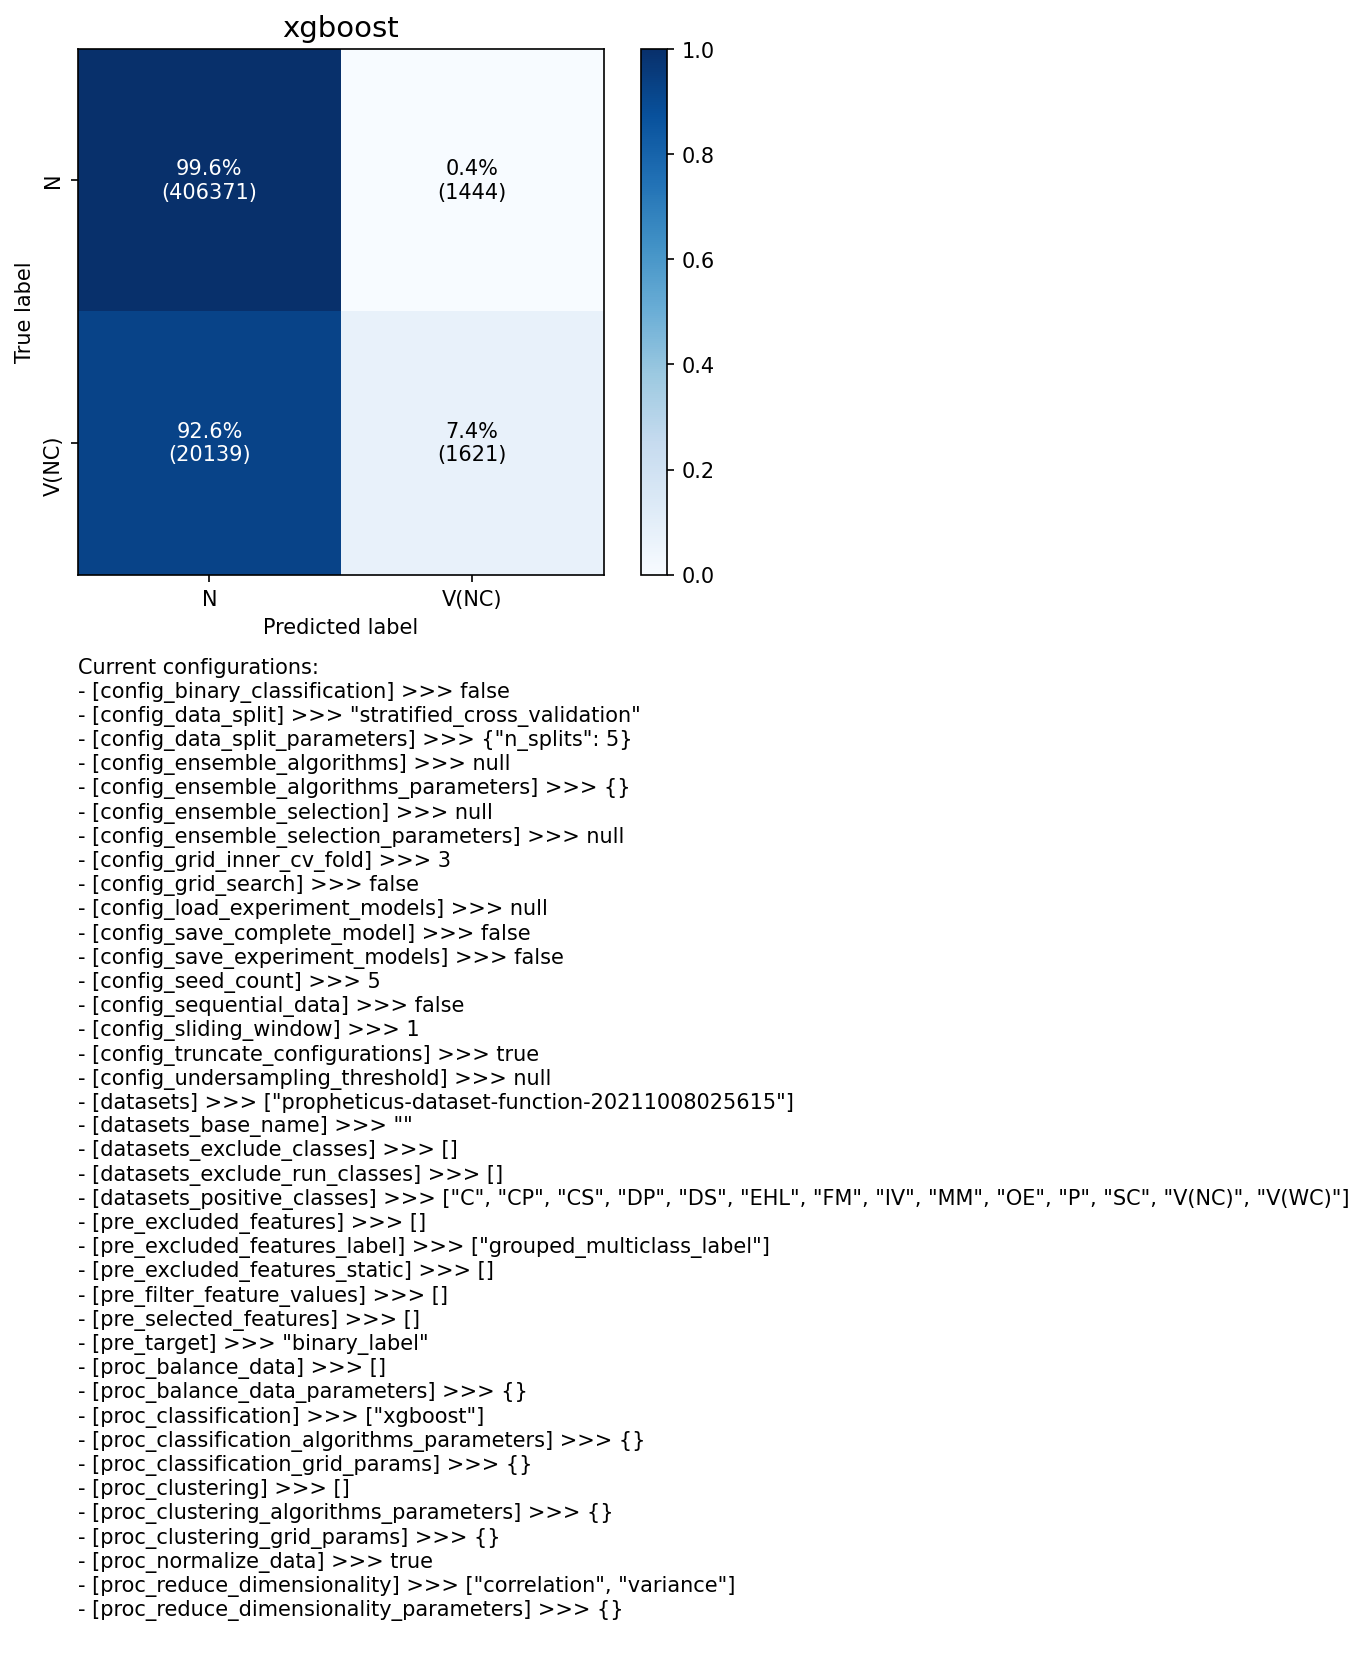 xgboost
1.0
99.6%
(406371)
0.4%
(1444)
0.8
N
0.6
True label
0.4
92.6%
(20139)
7.4%
(1621)
V(NC)
0.2
0.0
N
V(NC)
Predicted label
Current configurations:
- [config_binary_classification] >>> false
- [config_data_split] >>> "stratified_cross_validation"
- [config_data_split_parameters] >>> {"n_splits": 5}
- [config_ensemble_algorithms] >>> null
- [config_ensemble_algorithms_parameters] >>> {}
- [config_ensemble_selection] >>> null
- [config_ensemble_selection_parameters] >>> null
- [config_grid_inner_cv_fold] >>> 3
- [config_grid_search] >>> false
- [config_load_experiment_models] >>> null
- [config_save_complete_model] >>> false
- [config_save_experiment_models] >>> false
- [config_seed_count] >>> 5
- [config_sequential_data] >>> false
- [config_sliding_window] >>> 1
- [config_truncate_configurations] >>> true
- [config_undersampling_threshold] >>> null
- [datasets] >>> ["propheticus-dataset-function-20211008025615"]
- [datasets_base_name] >>> ""
- [datasets_exclude_classes] >>> []
- [datasets_exclude_run_classes] >>> []
- [datasets_positive_classes] >>> ["C", "CP", "CS", "DP", "DS", "EHL", "FM", "IV", "MM", "OE", "P", "SC", "V(NC)", "V(WC)"]
- [pre_excluded_features] >>> []
- [pre_excluded_features_label] >>> ["grouped_multiclass_label"]
- [pre_excluded_features_static] >>> []
- [pre_filter_feature_values] >>> []
- [pre_selected_features] >>> []
- [pre_target] >>> "binary_label"
- [proc_balance_data] >>> []
- [proc_balance_data_parameters] >>> {}
- [proc_classification] >>> ["xgboost"]
- [proc_classification_algorithms_parameters] >>> {}
- [proc_classification_grid_params] >>> {}
- [proc_clustering] >>> []
- [proc_clustering_algorithms_parameters] >>> {}
- [proc_clustering_grid_params] >>> {}
- [proc_normalize_data] >>> true
- [proc_reduce_dimensionality] >>> ["correlation", "variance"]
- [proc_reduce_dimensionality_parameters] >>> {}